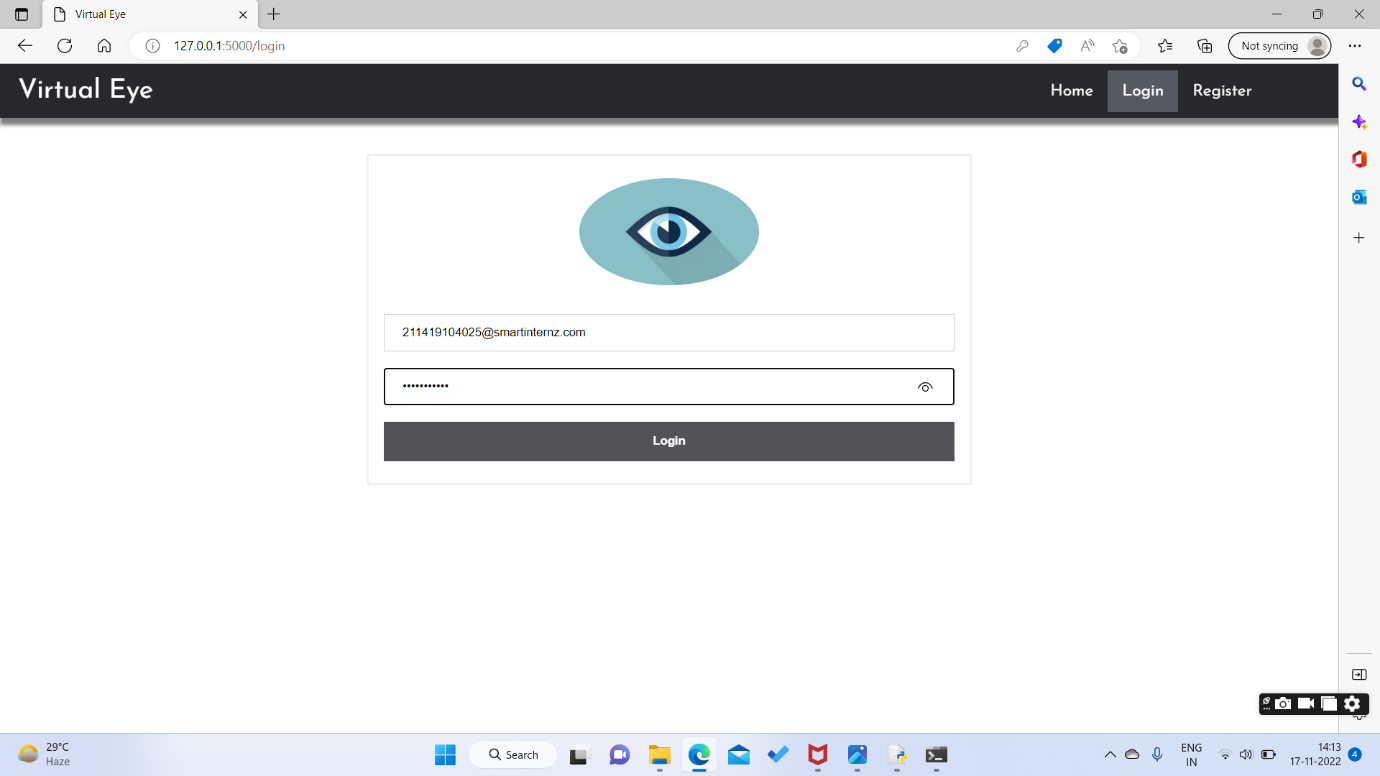 Virtual Eye
127.0.0.1:5000/login
Not syncing
Virtual Eye
Home
Login
Register
211419104025@smartinternz.com
•••••••••••
Login
29°C
Haze
Search
ENG
IN
14:13
17-11-2022
4